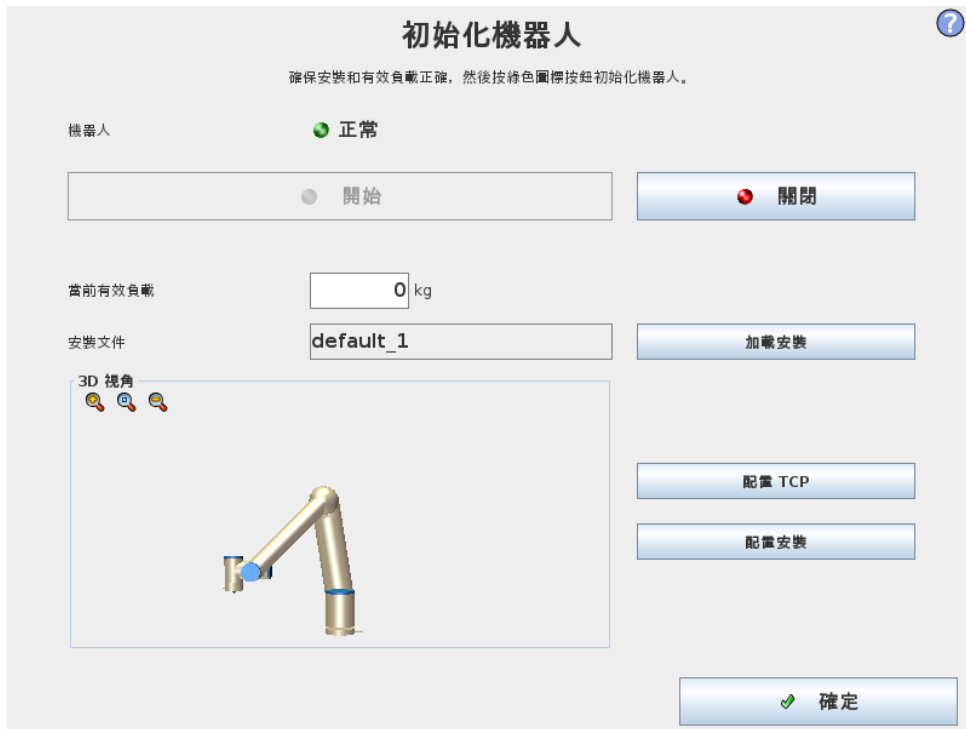 初始化機器人
?
確保安裝和有效負載正確，然後按綠色圖標按鈕初始化機器人。
機器人 正常
開始 關閉
當前有效負載 0 kg
安裝文件 default_1 加載安裝
3D 視角
配置 TCP
配置安裝
確定